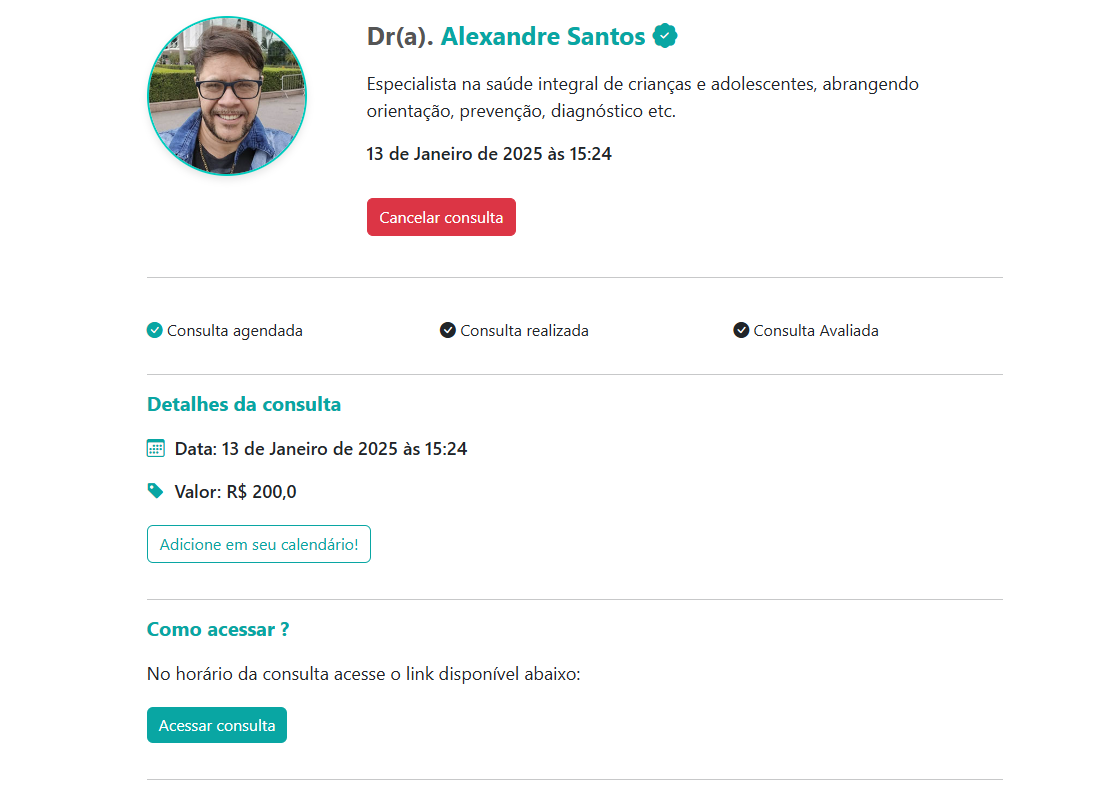 Dr(a). Alexandre Santos
Especialista na saúde integral de crianças e adolescentes, abrangendo
orientação, prevenção, diagnóstico etc.
13 de Janeiro de 2025 às 15:24
Cancelar consulta
Consulta agendada
Consulta realizada
Consulta Avaliada
Detalhes da consulta
Data: 13 de Janeiro de 2025 às 15:24
Valor: R$ 200,0
Adicione em seu calendário!
Como acessar ?
No horário da consulta acesse o link disponível abaixo:
Acessar consulta